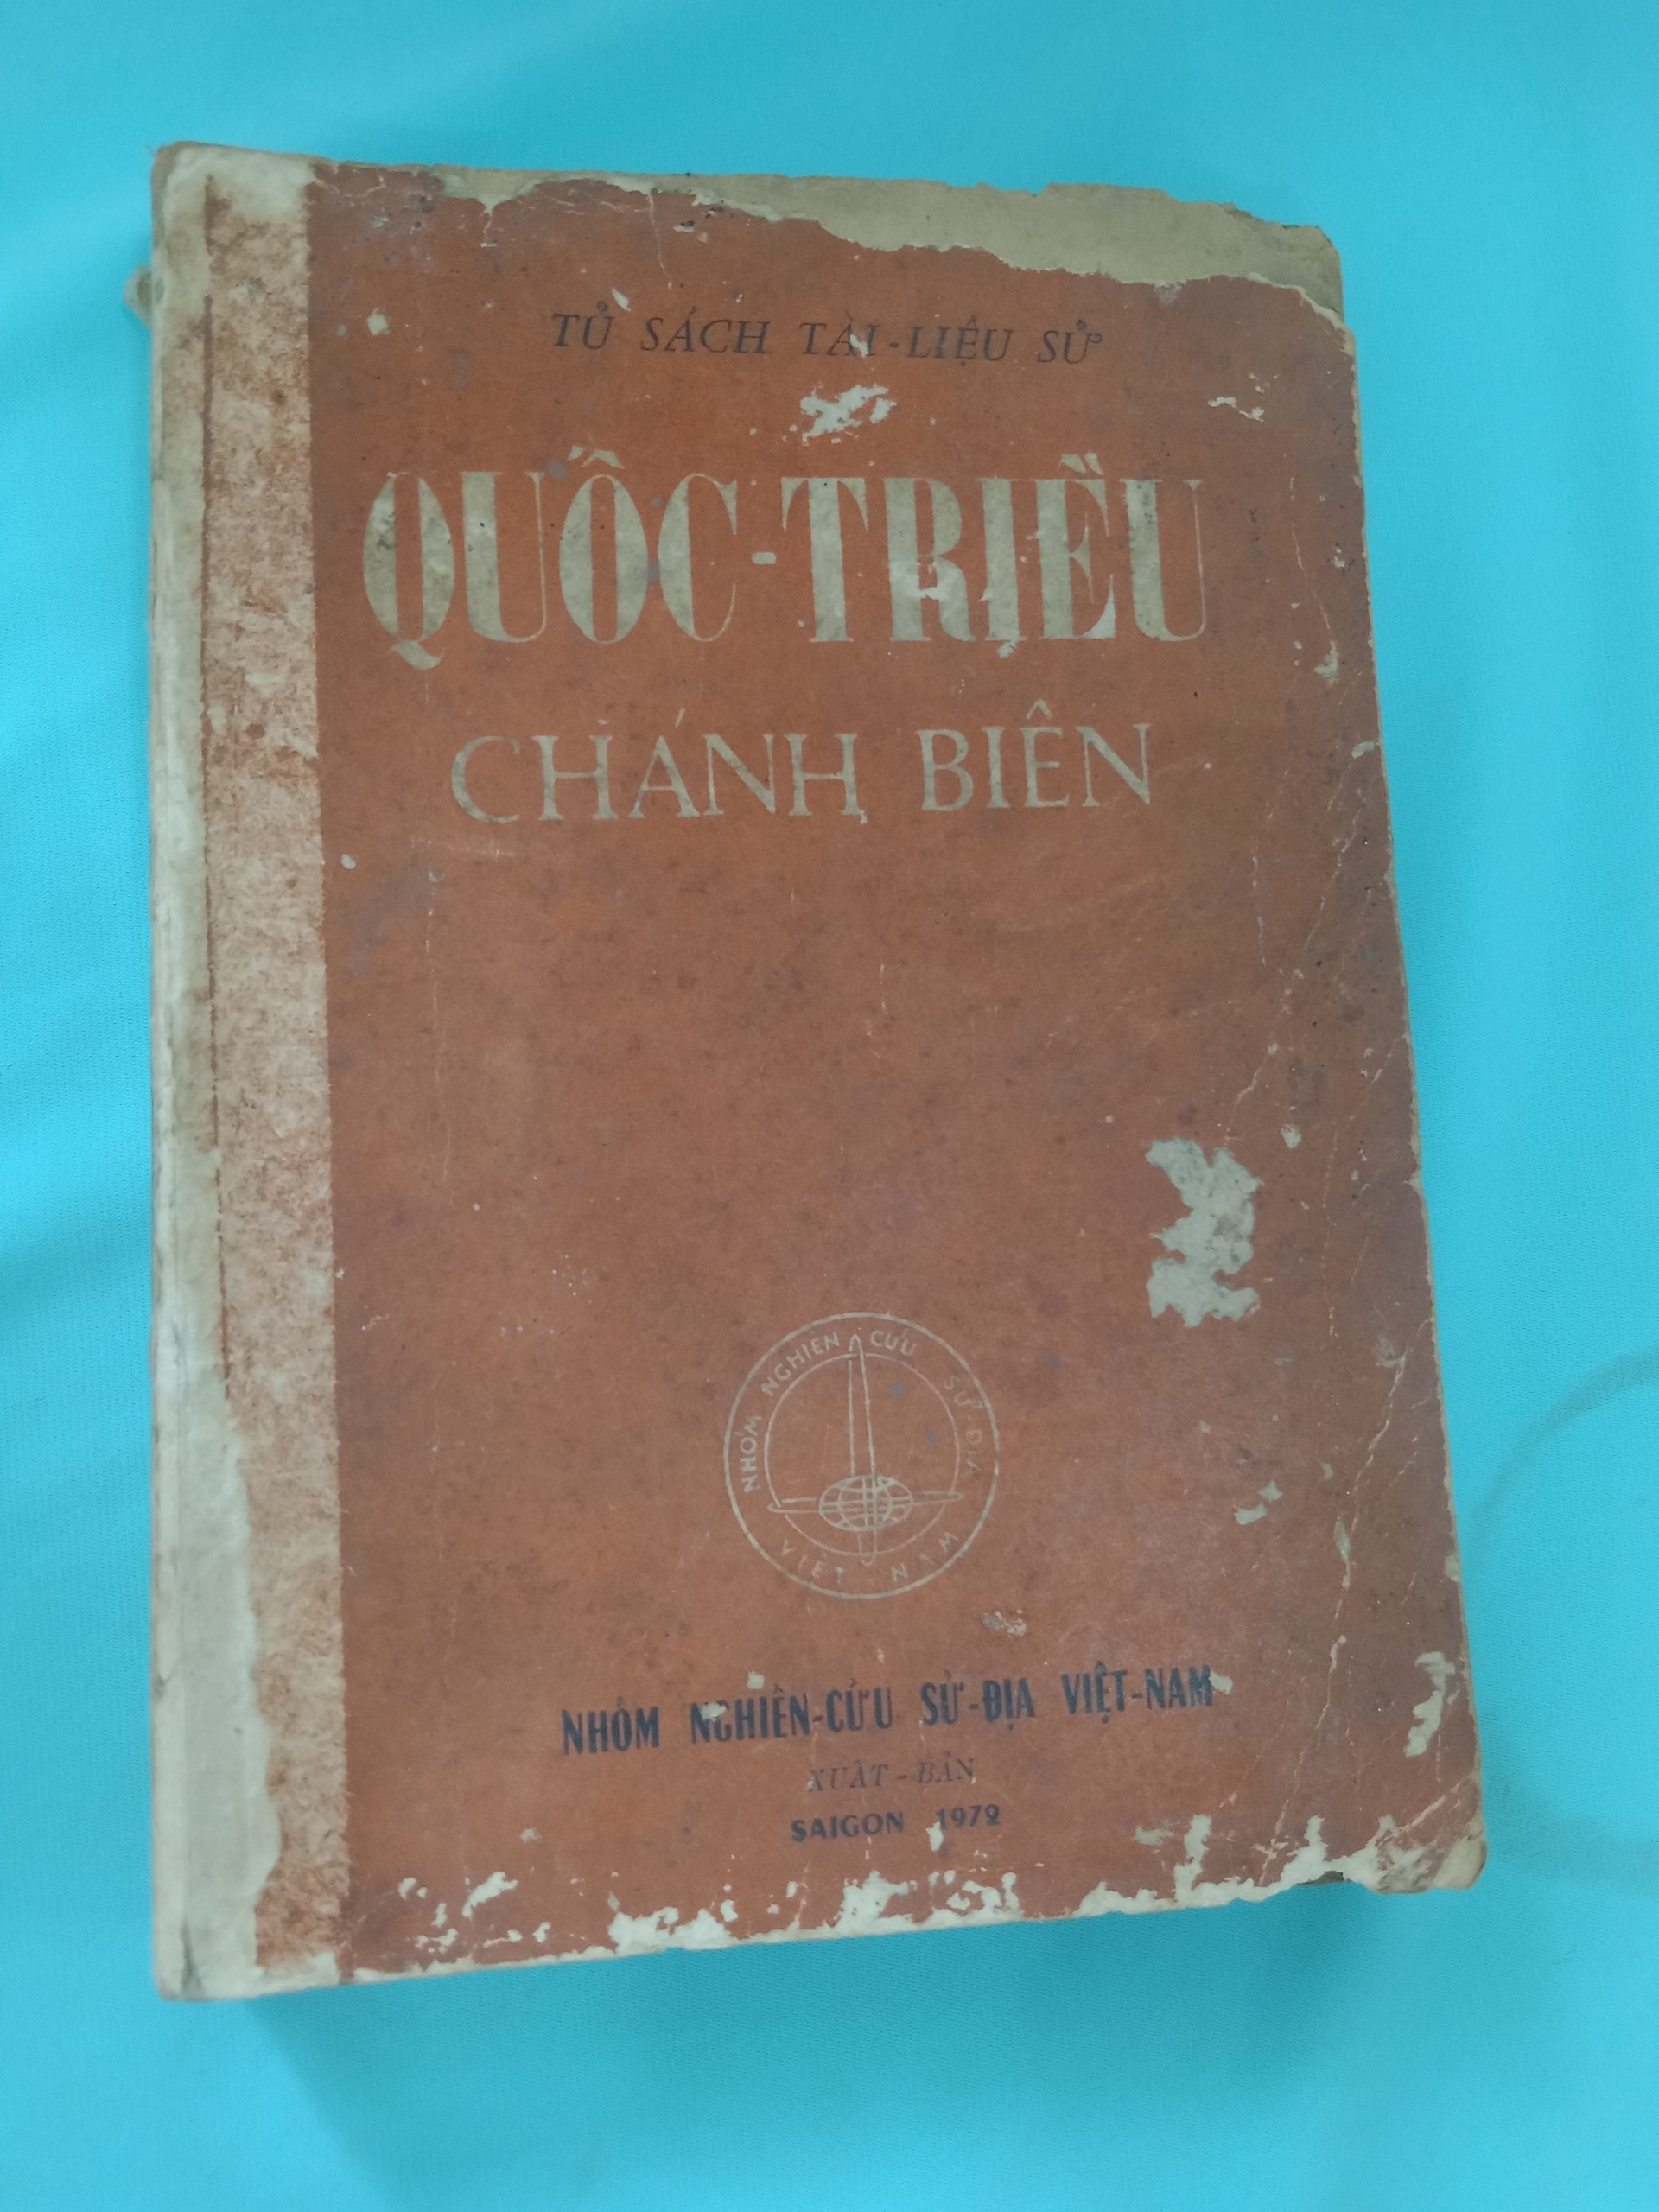 TỦ SÁCH TÀI-LIỆU SỬ
QUỐC-TRIỀU
CHÁNH BIÊN
NHÓM NGHIÊN CỨU SỬ-ĐỊA
VIỆT-NAM
NHÓM NGHIÊN-CỨU SỬ-ĐỊA VIỆT-NAM
XUẤT-BẢN
SAIGON 1972